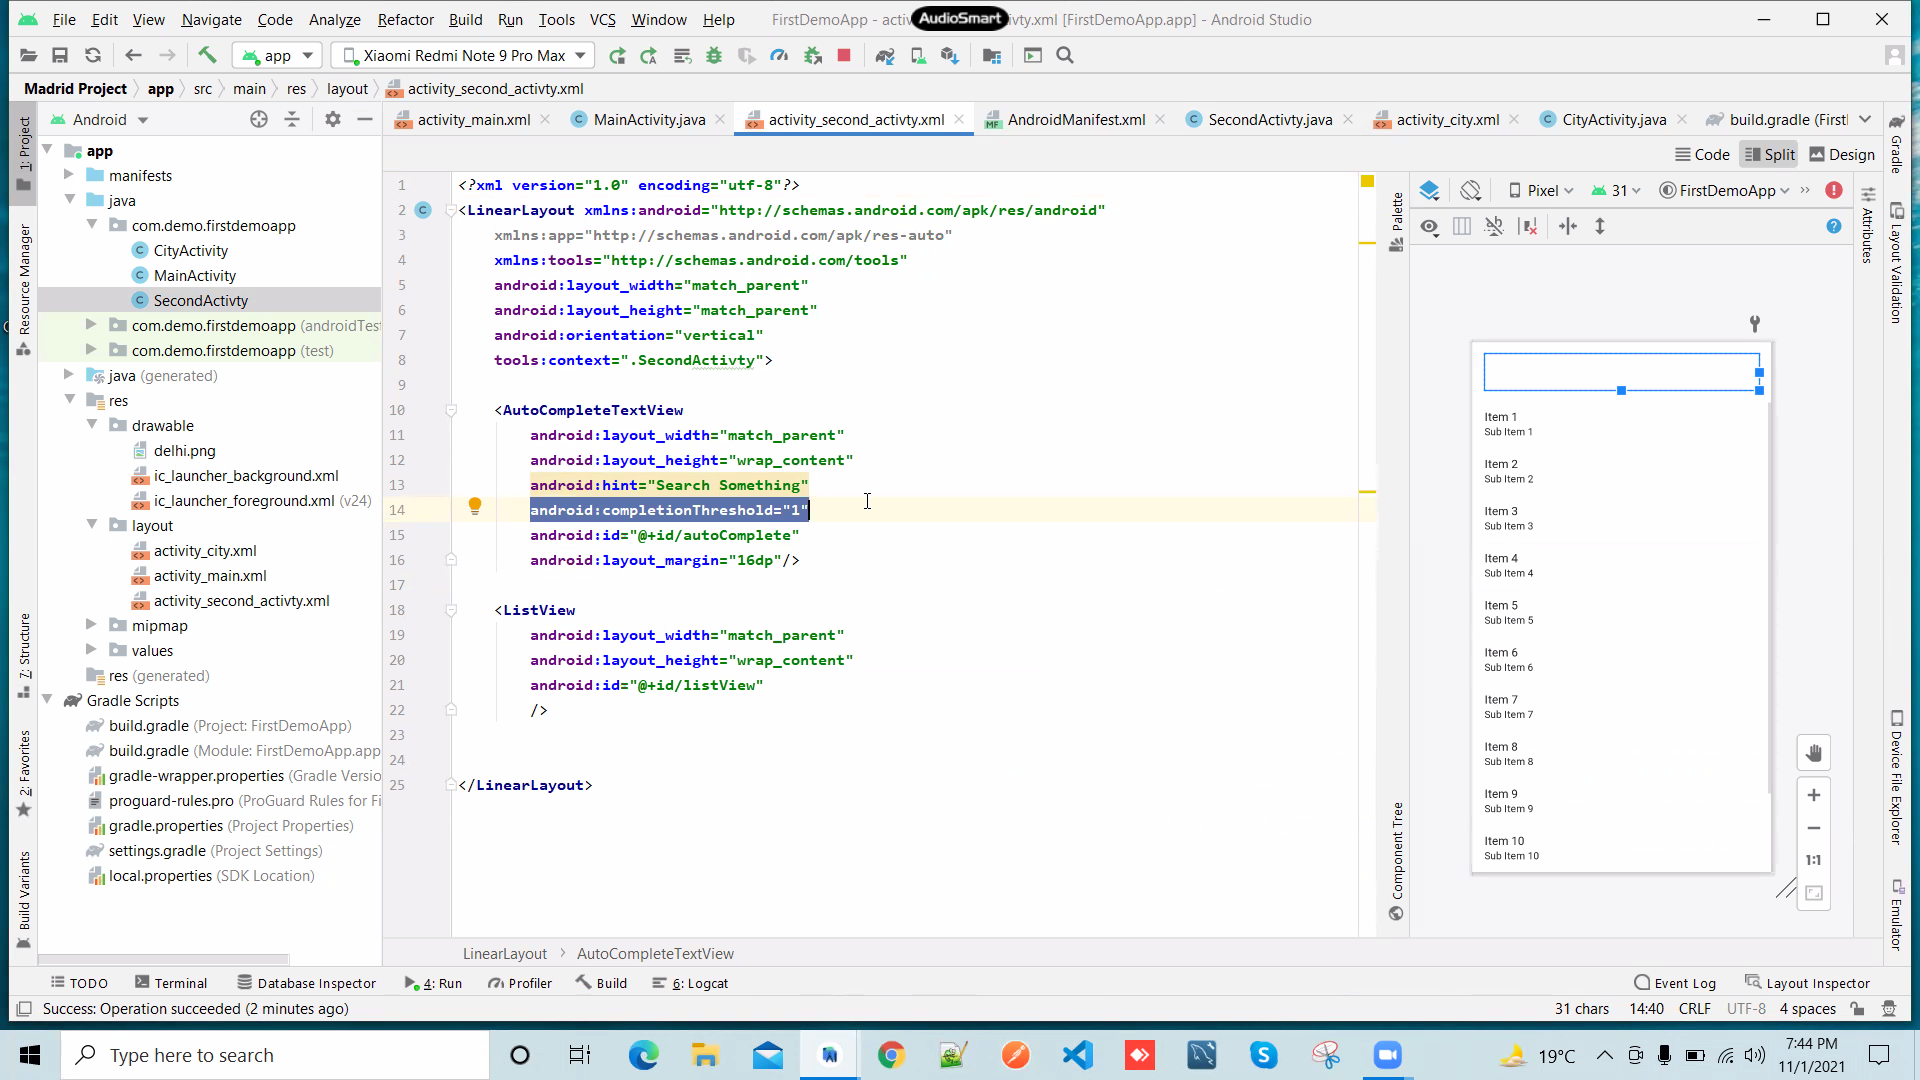 File Edit View Navigate Code Analyze Refactor Build Run Tools VCS Window Help FirstDemoApp - activ AudioSmart ivty.xml [FirstDemoApp.app] - Android Studio
app Xiaomi Redmi Note 9 Pro Max
Madrid Project app src main res layout activity_second_activty.xml
Android activity_main.xml MainActivity.java activity_second_activty.xml AndroidManifest.xml SecondActivty.java activity_city.xml CityActivity.java build.gradle (First
Code Split Design
Pixel 31 FirstDemoApp
1: Project
Resource Manager
7: Structure
2: Favorites
Build Variants
app
manifests
java
com.demo.firstdemoapp
CityActivity
MainActivity
SecondActivty
com.demo.firstdemoapp (androidTest
com.demo.firstdemoapp (test)
java (generated)
res
drawable
delhi.png
ic_launcher_background.xml
ic_launcher_foreground.xml (v24)
layout
activity_city.xml
activity_main.xml
activity_second_activty.xml
mipmap
values
res (generated)
Gradle Scripts
build.gradle (Project: FirstDemoApp)
build.gradle (Module: FirstDemoApp.app
gradle-wrapper.properties (Gradle Versio
proguard-rules.pro (ProGuard Rules for Fi
gradle.properties (Project Properties)
settings.gradle (Project Settings)
local.properties (SDK Location)
1 <?xml version="1.0" encoding="utf-8"?>
2 <LinearLayout xmlns:android="http://schemas.android.com/apk/res/android"
3 xmlns:app="http://schemas.android.com/apk/res-auto"
4 xmlns:tools="http://schemas.android.com/tools"
5 android:layout_width="match_parent"
6 android:layout_height="match_parent"
7 android:orientation="vertical"
8 tools:context=".SecondActivty">
9
10 <AutoCompleteTextView
11 android:layout_width="match_parent"
12 android:layout_height="wrap_content"
13 android:hint="Search Something"
14 android:completionThreshold="1"
15 android:id="@+id/autoComplete"
16 android:layout_margin="16dp"/>
17
18 <ListView
19 android:layout_width="match_parent"
20 android:layout_height="wrap_content"
21 android:id="@+id/listView"
22 />
23
24
25 </LinearLayout>
Palette
Component Tree
Item 1
Sub Item 1
Item 2
Sub Item 2
Item 3
Sub Item 3
Item 4
Sub Item 4
Item 5
Sub Item 5
Item 6
Sub Item 6
Item 7
Sub Item 7
Item 8
Sub Item 8
Item 9
Sub Item 9
Item 10
Sub Item 10
1:1
Gradle
Attributes
Layout Validation
Device File Explorer
Emulator
LinearLayout AutoCompleteTextView
TODO Terminal Database Inspector 4: Run Profiler Build 6: Logcat Event Log Layout Inspector
Success: Operation succeeded (2 minutes ago) 31 chars 14:40 CRLF UTF-8 4 spaces
Type here to search 19°C 7:44 PM
11/1/2021